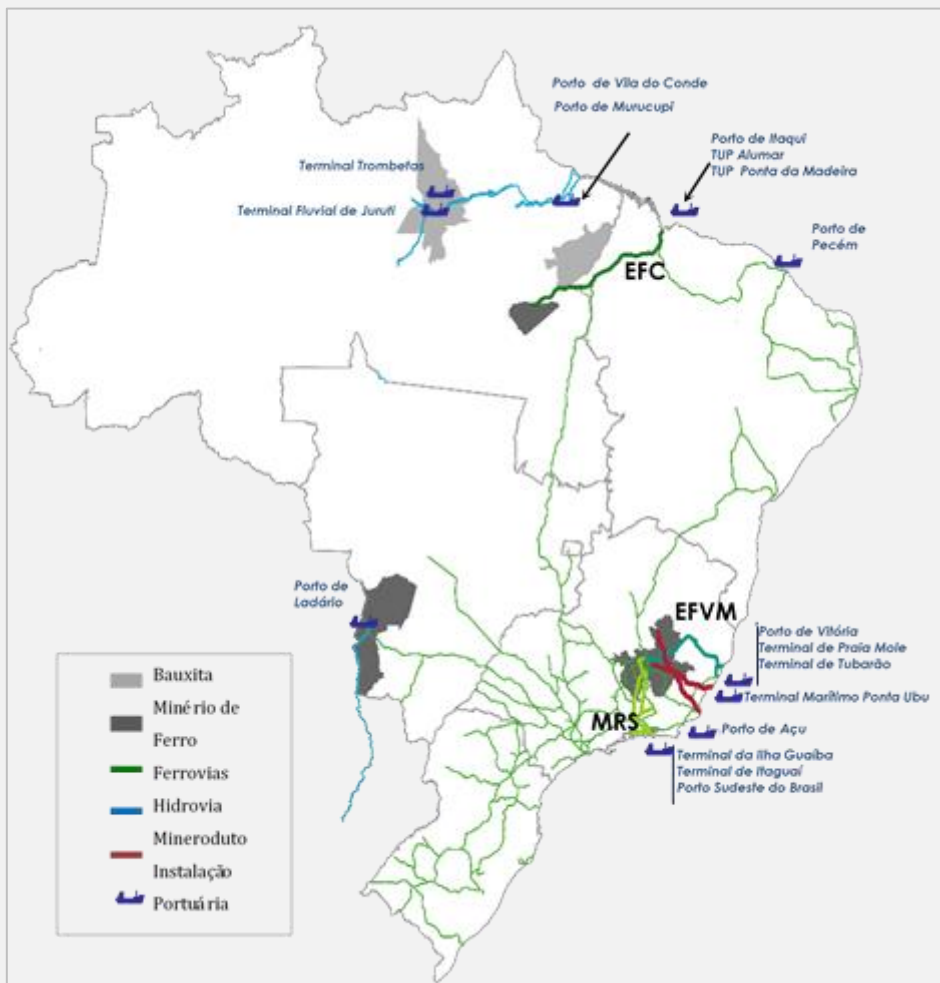 Porto de Vila do Conde
Porto de Murucupi
Porto de Itaqui
TUP Alumar
TUP Ponta da Madeira
Terminal Trombetas
Terminal Fluvial de Juruti
Porto de
Pecém
EFC
Porto de
Ladário
EFVM
Porto de Vitória
Terminal de Praia Mole
Terminal de Tubarão
Terminal Marítimo Ponta Ubu
MRS
Porto de Açu
Terminal da Ilha Guaíba
Terminal de Itaguaí
Porto Sudeste do Brasil
Bauxita
Minério de
Ferro
Ferrovias
Hidrovia
Mineroduto
Instalação
Portuária